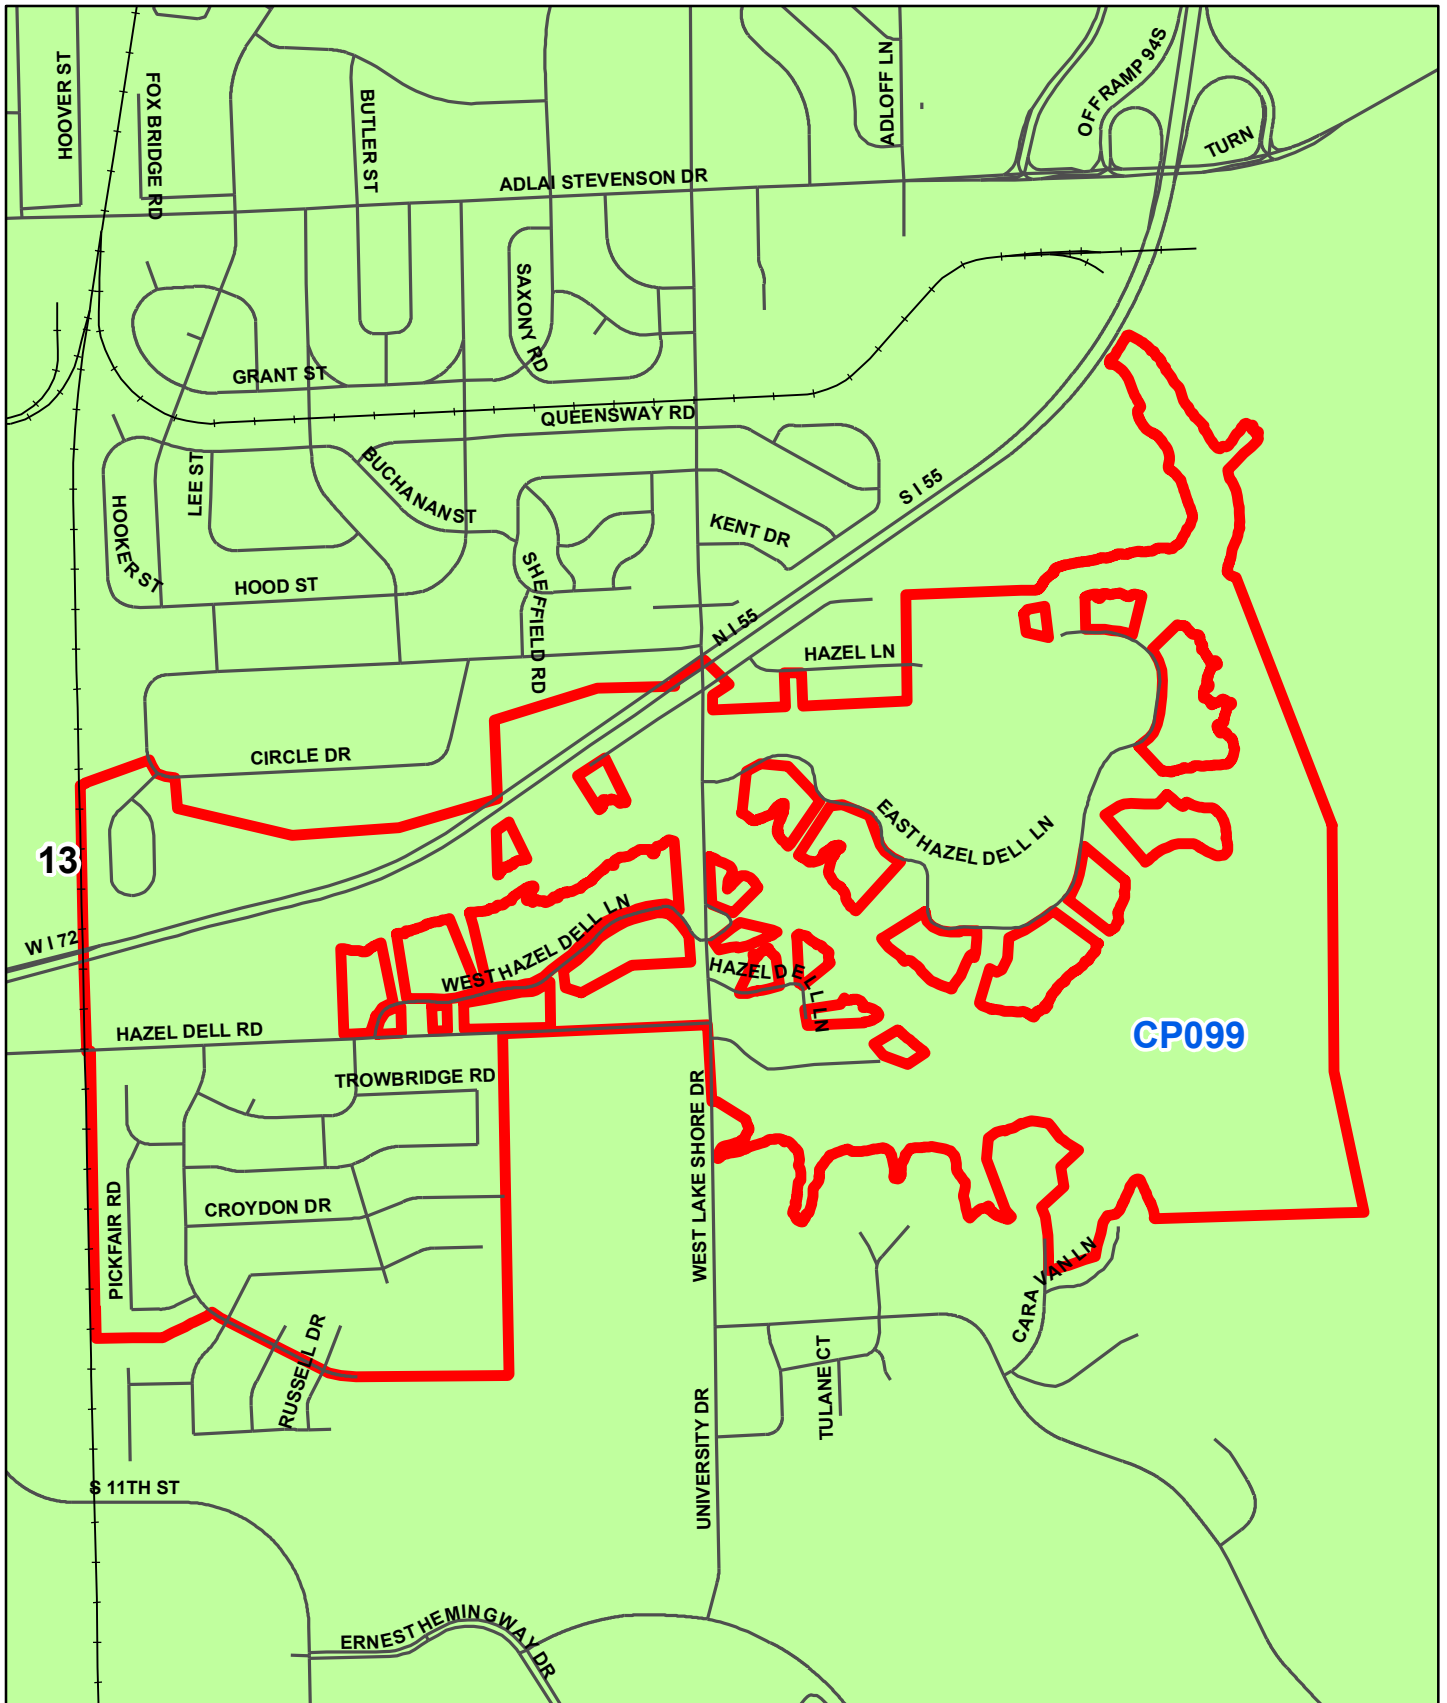 HOOVER ST
FOX BRIDGE RD
BUTLER ST
ADLOFF LN
OFF RAMP 94S
TURN
ADLAI STEVENSON DR
SAXONY RD
GRANT ST
QUEENSWAY RD
LEE ST
BUCHANAN ST
HOOKER ST
KENT DR
S I 55
HOOD ST
SHEFFIELD RD
N I 55
HAZEL LN
CIRCLE DR
EAST HAZEL DELL LN
13
W I 72
WEST HAZEL DELL LN
HAZEL DELL LN
HAZEL DELL RD
CP099
TROWBRIDGE RD
WEST LAKE SHORE DR
PICKFAIR RD
CROYDON DR
CARAVAN LN
RUSSELL DR
TULANE CT
UNIVERSITY DR
S 11TH ST
ERNEST HEMINGWAY DR